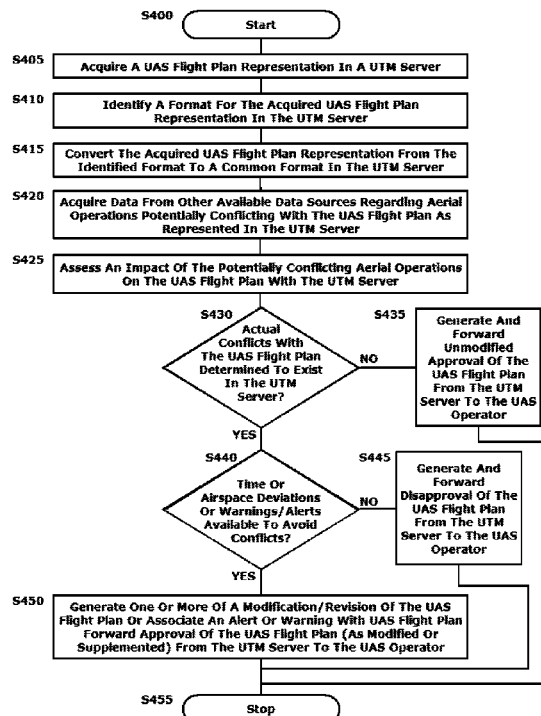 S400
Start
S405
Acquire A UAS Flight Plan Representation In A UTM Server
S410
Identify A Format For The Acquired UAS Flight Plan
Representation In The UTM Server
S415
Convert The Acquired UAS Flight Plan Representation From The
Identified Format To A Common Format In The UTM Server
S420
Acquire Data From Other Available Data Sources Regarding Aerial
Operations Potentially Conflicting With The UAS Flight Plan As
Represented In The UTM Server
S425
Assess An Impact Of The Potentially Conflicting Aerial Operations
On The UAS Flight Plan With The UTM Server
S430
Actual
Conflicts With
The UAS Flight Plan
Determined To Exist
In The UTM
Server?
NO
S435
Generate And
Forward
Unmodified
Approval Of The
UAS Flight Plan
From The UTM
Server To The UAS
Operator
YES
S440
Time Or
Airspace Deviations
Or Warnings/Alerts
Available To Avoid
Conflicts?
NO
S445
Generate And
Forward
Disapproval Of The
UAS Flight Plan
From The UTM
Server To The UAS
Operator
YES
S450
Generate One Or More Of A Modification/Revision Of The UAS
Flight Plan Or Associate An Alert Or Warning With UAS Flight Plan
Forward Approval Of The UAS Flight Plan (As Modified Or
Supplemented) From The UTM Server To The UAS Operator
S455
Stop